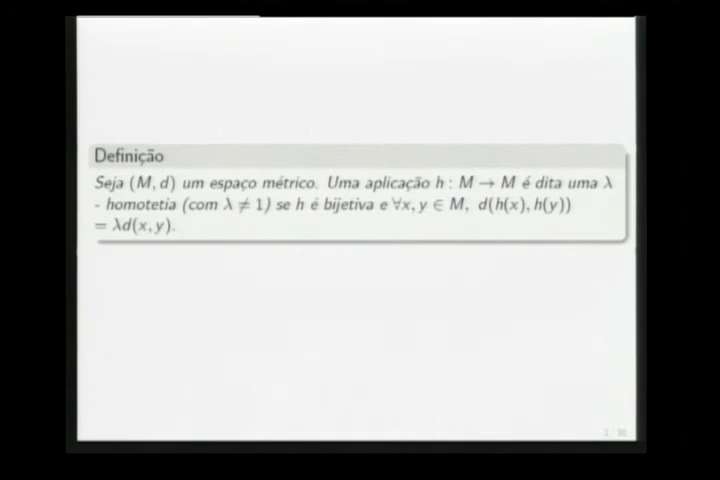 Definição
Seja (M, d) um espaço métrico. Uma aplicação h : M → M é dita uma λ
- homotetia (com λ ≠ 1) se h é bijetiva e ∀x, y ∈ M, d(h(x), h(y))
= λd(x, y).